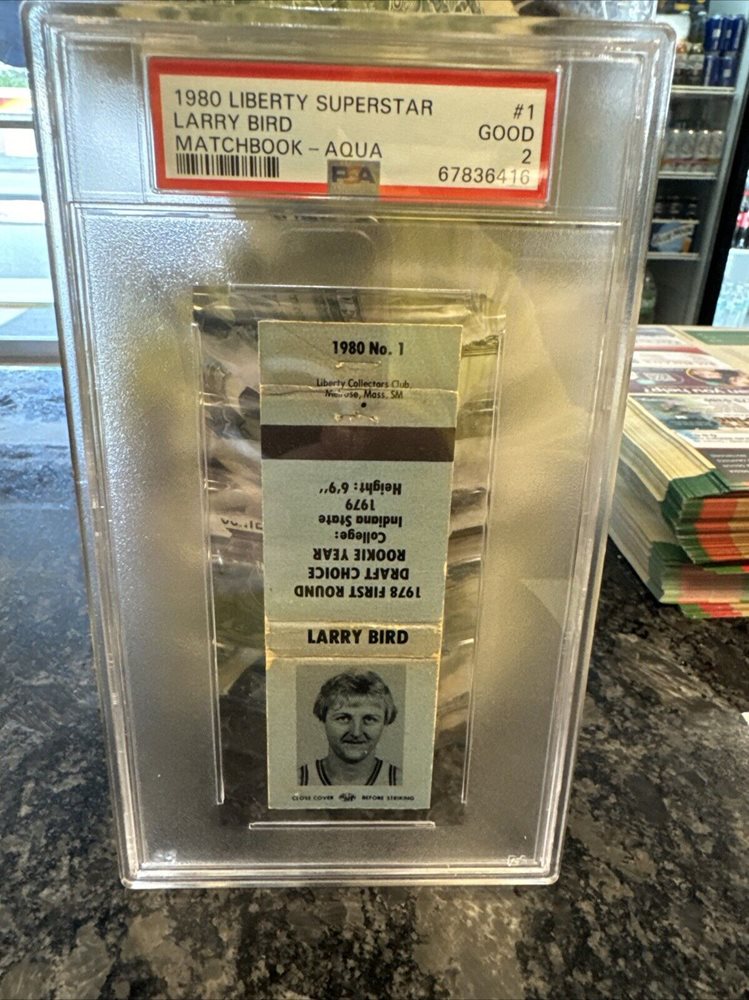 1980 LIBERTY SUPERSTAR #1
LARRY BIRD GOOD
MATCHBOOK – AQUA 2
PSA 67836416
1980 No. 1
Liberty Collectors Club,
Melrose, Mass. SM
Height: 6'9''
1979
Indiana State
College:
ROOKIE YEAR
DRAFT CHOICE
1978 FIRST ROUND
LARRY BIRD
CLOSE COVER BEFORE STRIKING